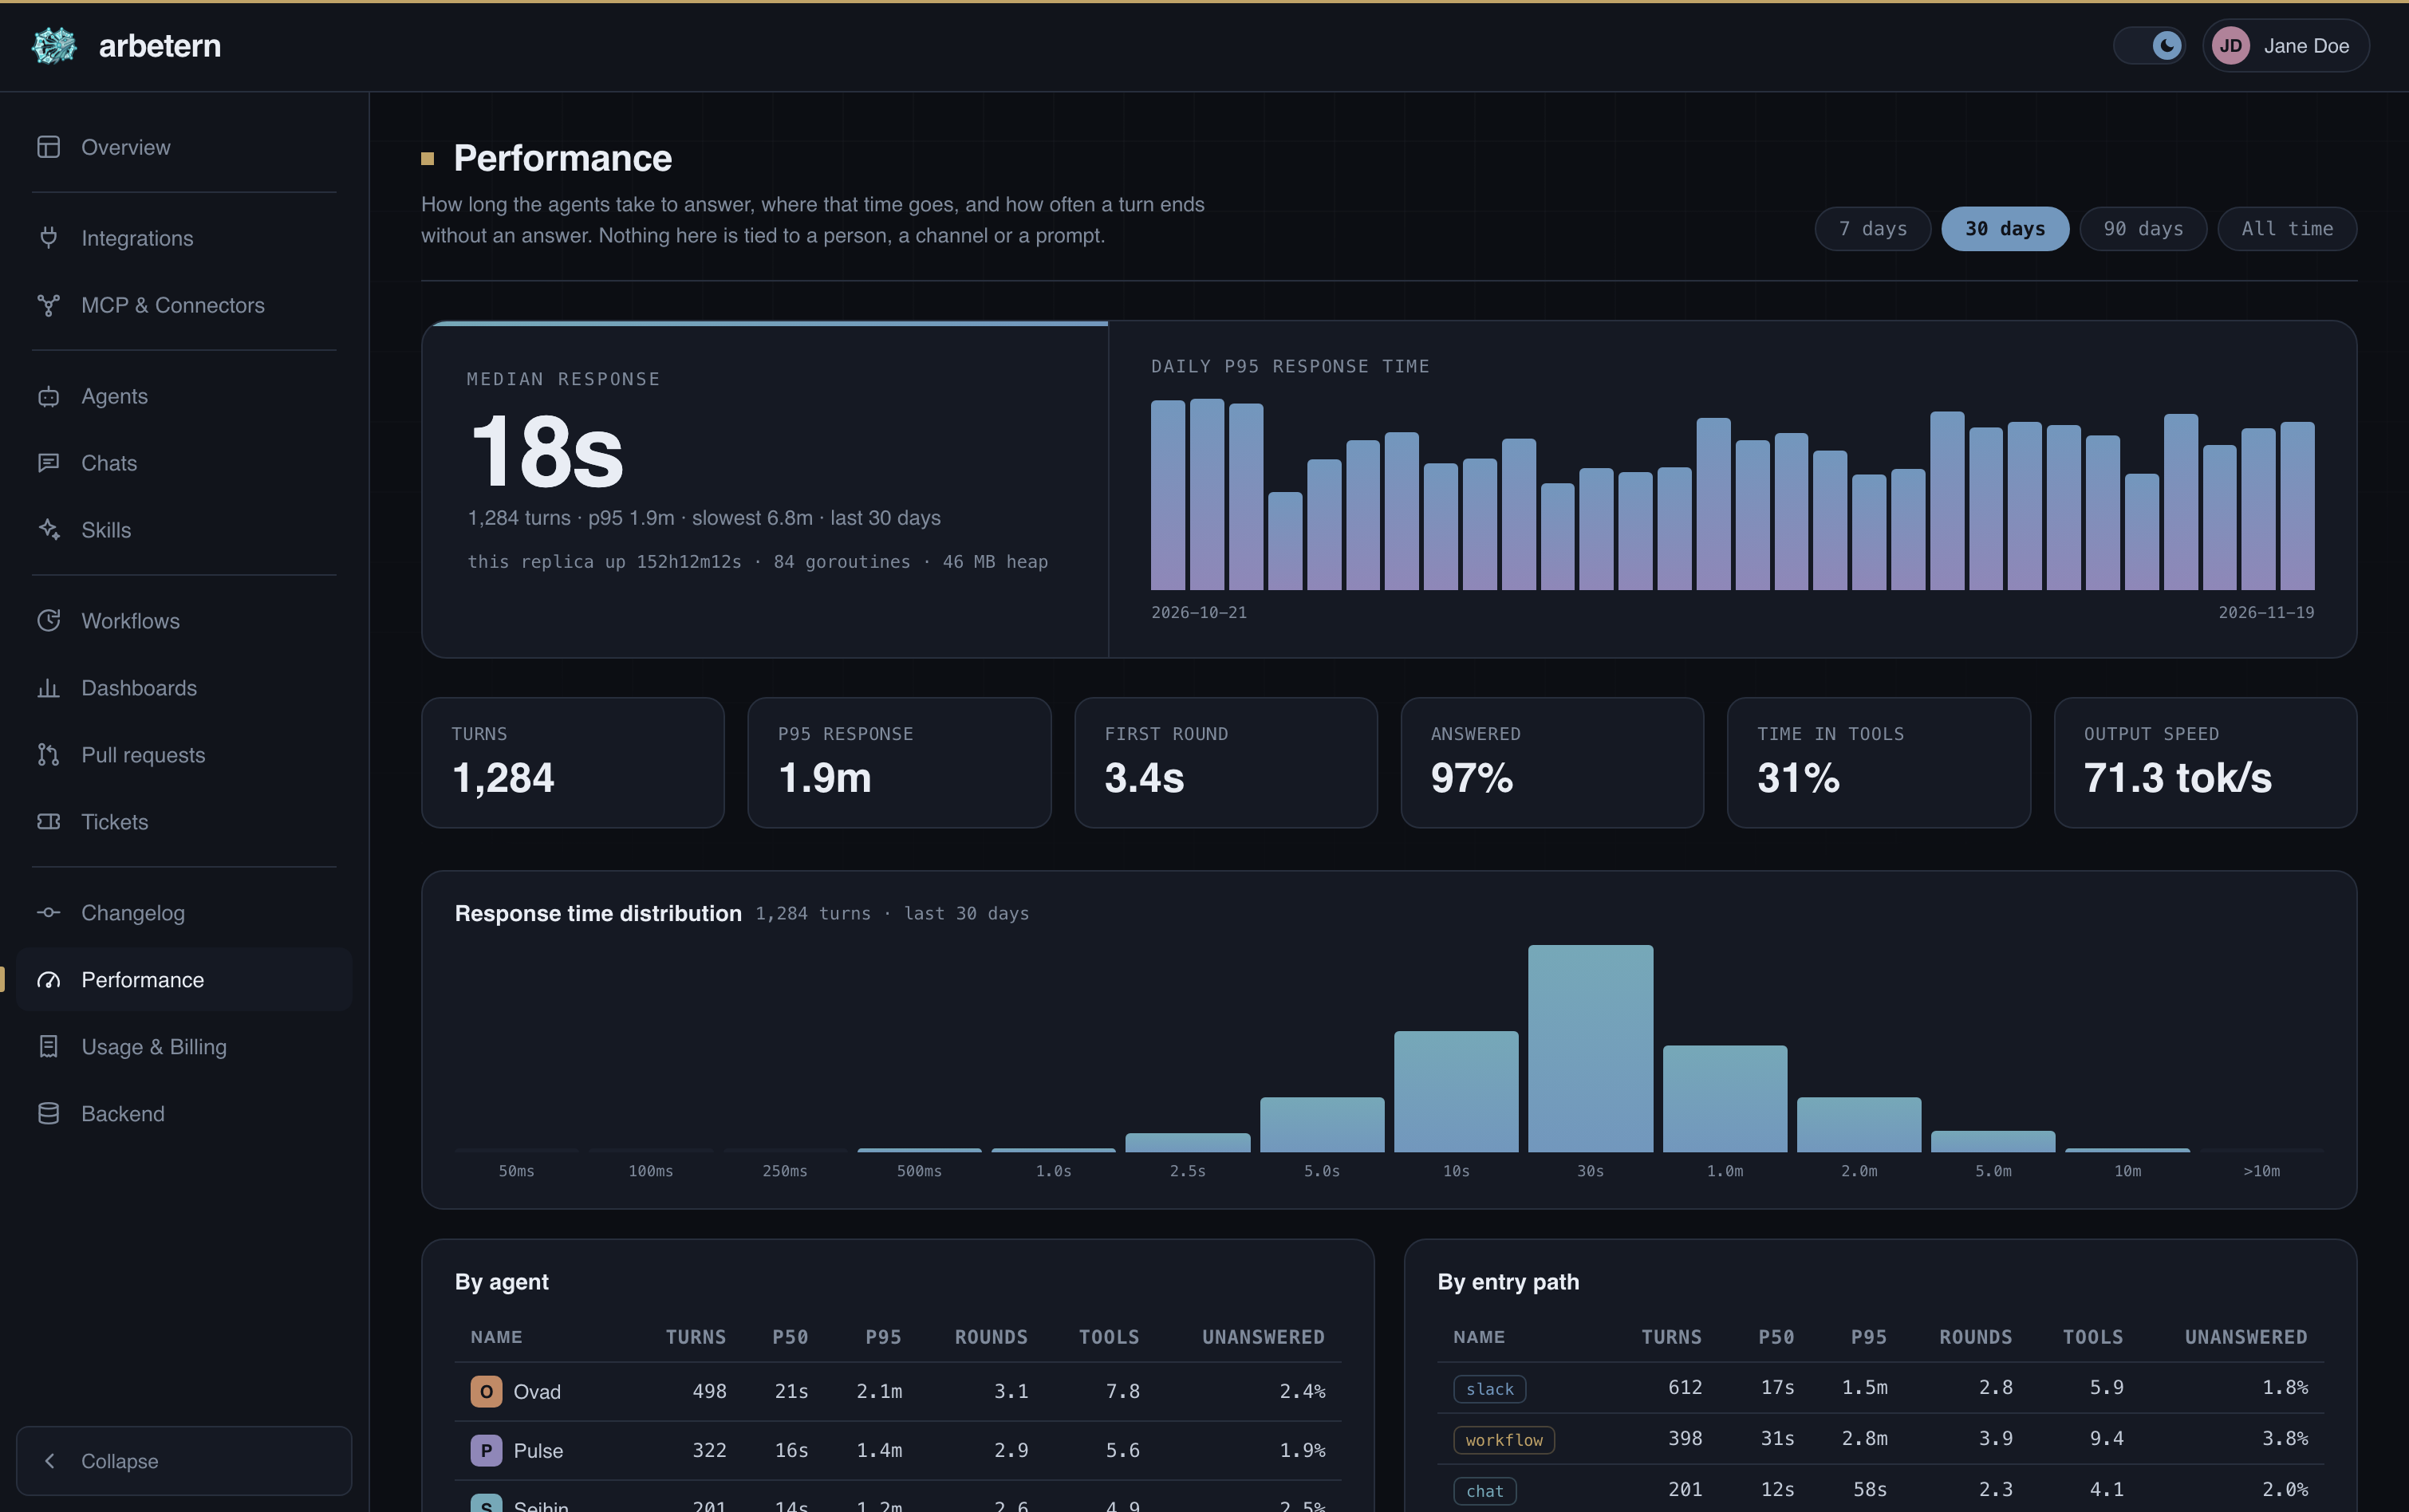 arbetern
JD Jane Doe
Overview
Integrations
MCP & Connectors
Agents
Chats
Skills
Workflows
Dashboards
Pull requests
Tickets
Changelog
Performance
Usage & Billing
Backend
Collapse
Performance
How long the agents take to answer, where that time goes, and how often a turn ends
without an answer. Nothing here is tied to a person, a channel or a prompt.
7 days 30 days 90 days All time
MEDIAN RESPONSE
18s
1,284 turns · p95 1.9m · slowest 6.8m · last 30 days
this replica up 152h12m12s · 84 goroutines · 46 MB heap
DAILY P95 RESPONSE TIME
2026-10-21 2026-11-19
TURNS
1,284
P95 RESPONSE
1.9m
FIRST ROUND
3.4s
ANSWERED
97%
TIME IN TOOLS
31%
OUTPUT SPEED
71.3 tok/s
Response time distribution 1,284 turns · last 30 days
50ms 100ms 250ms 500ms 1.0s 2.5s 5.0s 10s 30s 1.0m 2.0m 5.0m 10m >10m
By agent
NAME TURNS P50 P95 ROUNDS TOOLS UNANSWERED
O Ovad 498 21s 2.1m 3.1 7.8 2.4%
P Pulse 322 16s 1.4m 2.9 5.6 1.9%
S Seihin 201 14s 1.2m 2.6 4.9 2.5%
By entry path
NAME TURNS P50 P95 ROUNDS TOOLS UNANSWERED
slack 612 17s 1.5m 2.8 5.9 1.8%
workflow 398 31s 2.8m 3.9 9.4 3.8%
chat 201 12s 58s 2.3 4.1 2.0%